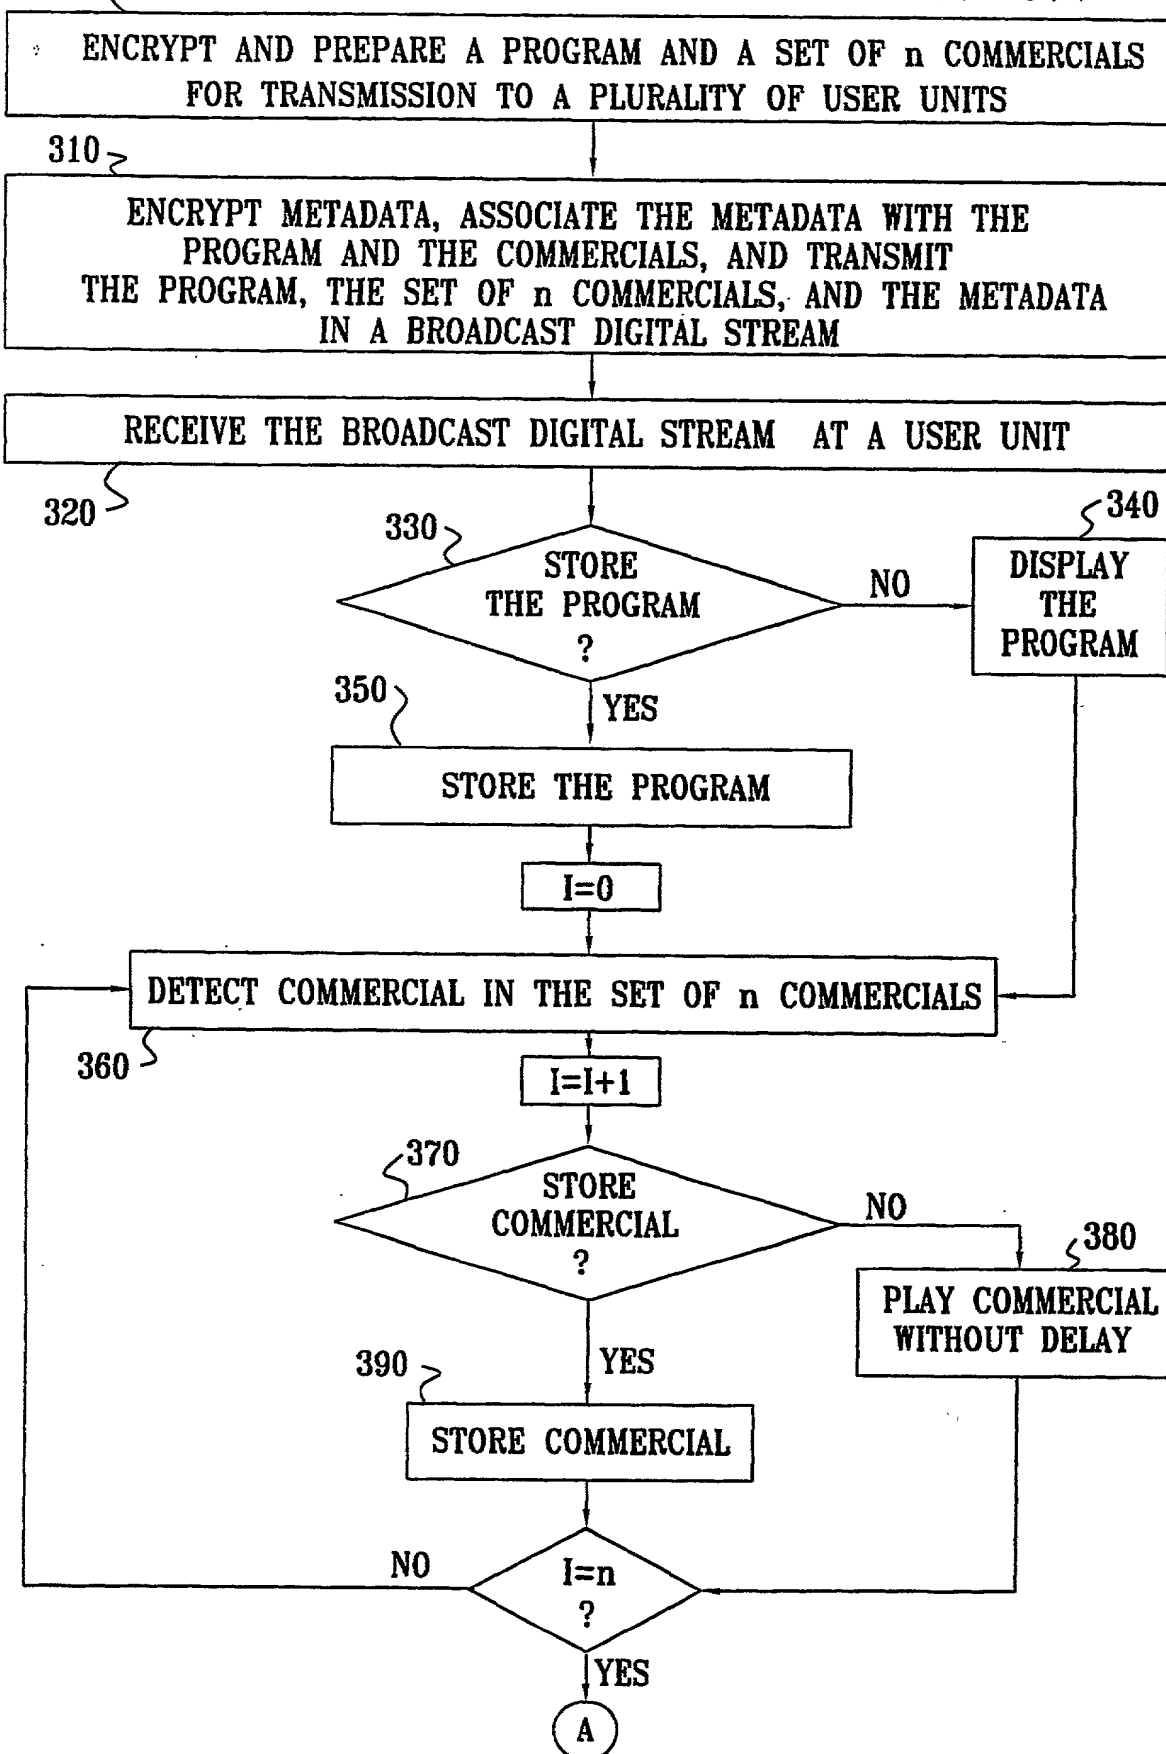 ENCRYPT AND PREPARE A PROGRAM AND A SET OF n COMMERCIALS
FOR TRANSMISSION TO A PLURALITY OF USER UNITS
310
ENCRYPT METADATA, ASSOCIATE THE METADATA WITH THE
PROGRAM AND THE COMMERCIALS, AND TRANSMIT
THE PROGRAM, THE SET OF n COMMERCIALS, AND THE METADATA
IN A BROADCAST DIGITAL STREAM
RECEIVE THE BROADCAST DIGITAL STREAM AT A USER UNIT
320
330
STORE
THE PROGRAM
?
NO
340
DISPLAY
THE
PROGRAM
YES
350
STORE THE PROGRAM
I=0
DETECT COMMERCIAL IN THE SET OF n COMMERCIALS
360
I=I+1
370
STORE
COMMERCIAL
?
NO
380
PLAY COMMERCIAL
WITHOUT DELAY
YES
390
STORE COMMERCIAL
I=n
?
NO
YES
A